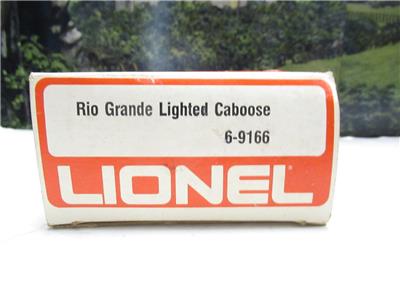 Rio Grande Lighted Caboose
6-9166
LIONEL